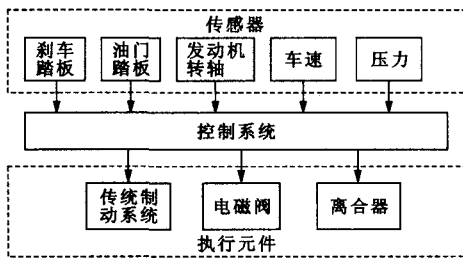 传感器
刹车
踏板
油门
踏板
发动机
转轴
车速
压力
控制系统
传统制
动系统
电磁阀
离合器
执行元件